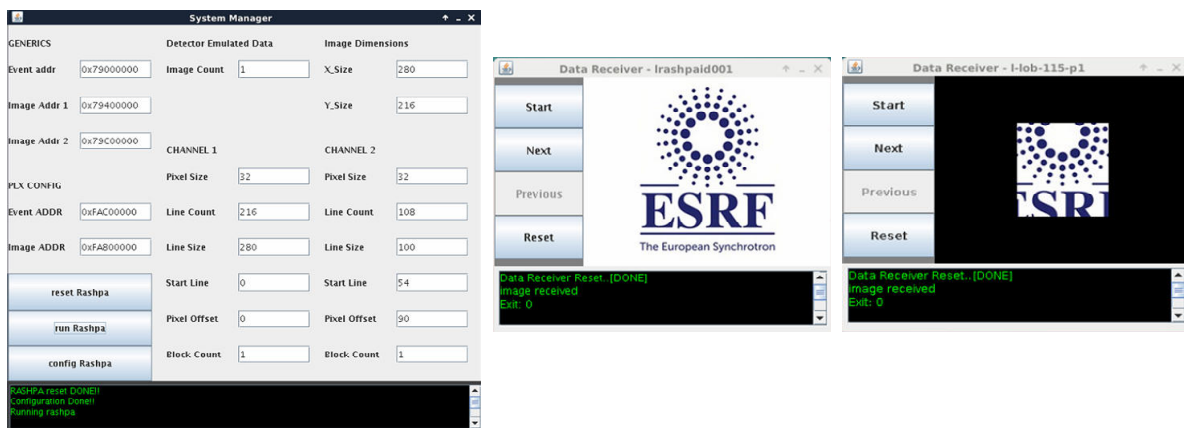 System Manager
GENERICS Detector Emulated Data Image Dimensions
Event addr 0x79000000 Image Count 1 X_Size 280
Image Addr 1 0x79400000 Y_Size 216
Image Addr 2 0x79C00000 CHANNEL 1 CHANNEL 2
Pixel Size 32 Pixel Size 32
PLX CONFIG
Event ADDR 0xFAC00000 Line Count 216 Line Count 108
Image ADDR 0xFA800000 Line Size 280 Line Size 100
reset Rashpa Start Line 0 Start Line 54
run Rashpa Pixel Offset 0 Pixel Offset 90
config Rashpa Block Count 1 Block Count 1
RASHPA reset DONE!!
Configuration Done!!
Running rashpa
Data Receiver - lrashpaid001
Start
Next
Previous
Reset
ESRF
The European Synchrotron
Data Receiver Reset..[DONE]
image received
Exit: 0
Data Receiver - l-lob-115-p1
Start
Next
Previous
Reset
ESRF
Data Receiver Reset..[DONE]
image received
Exit: 0